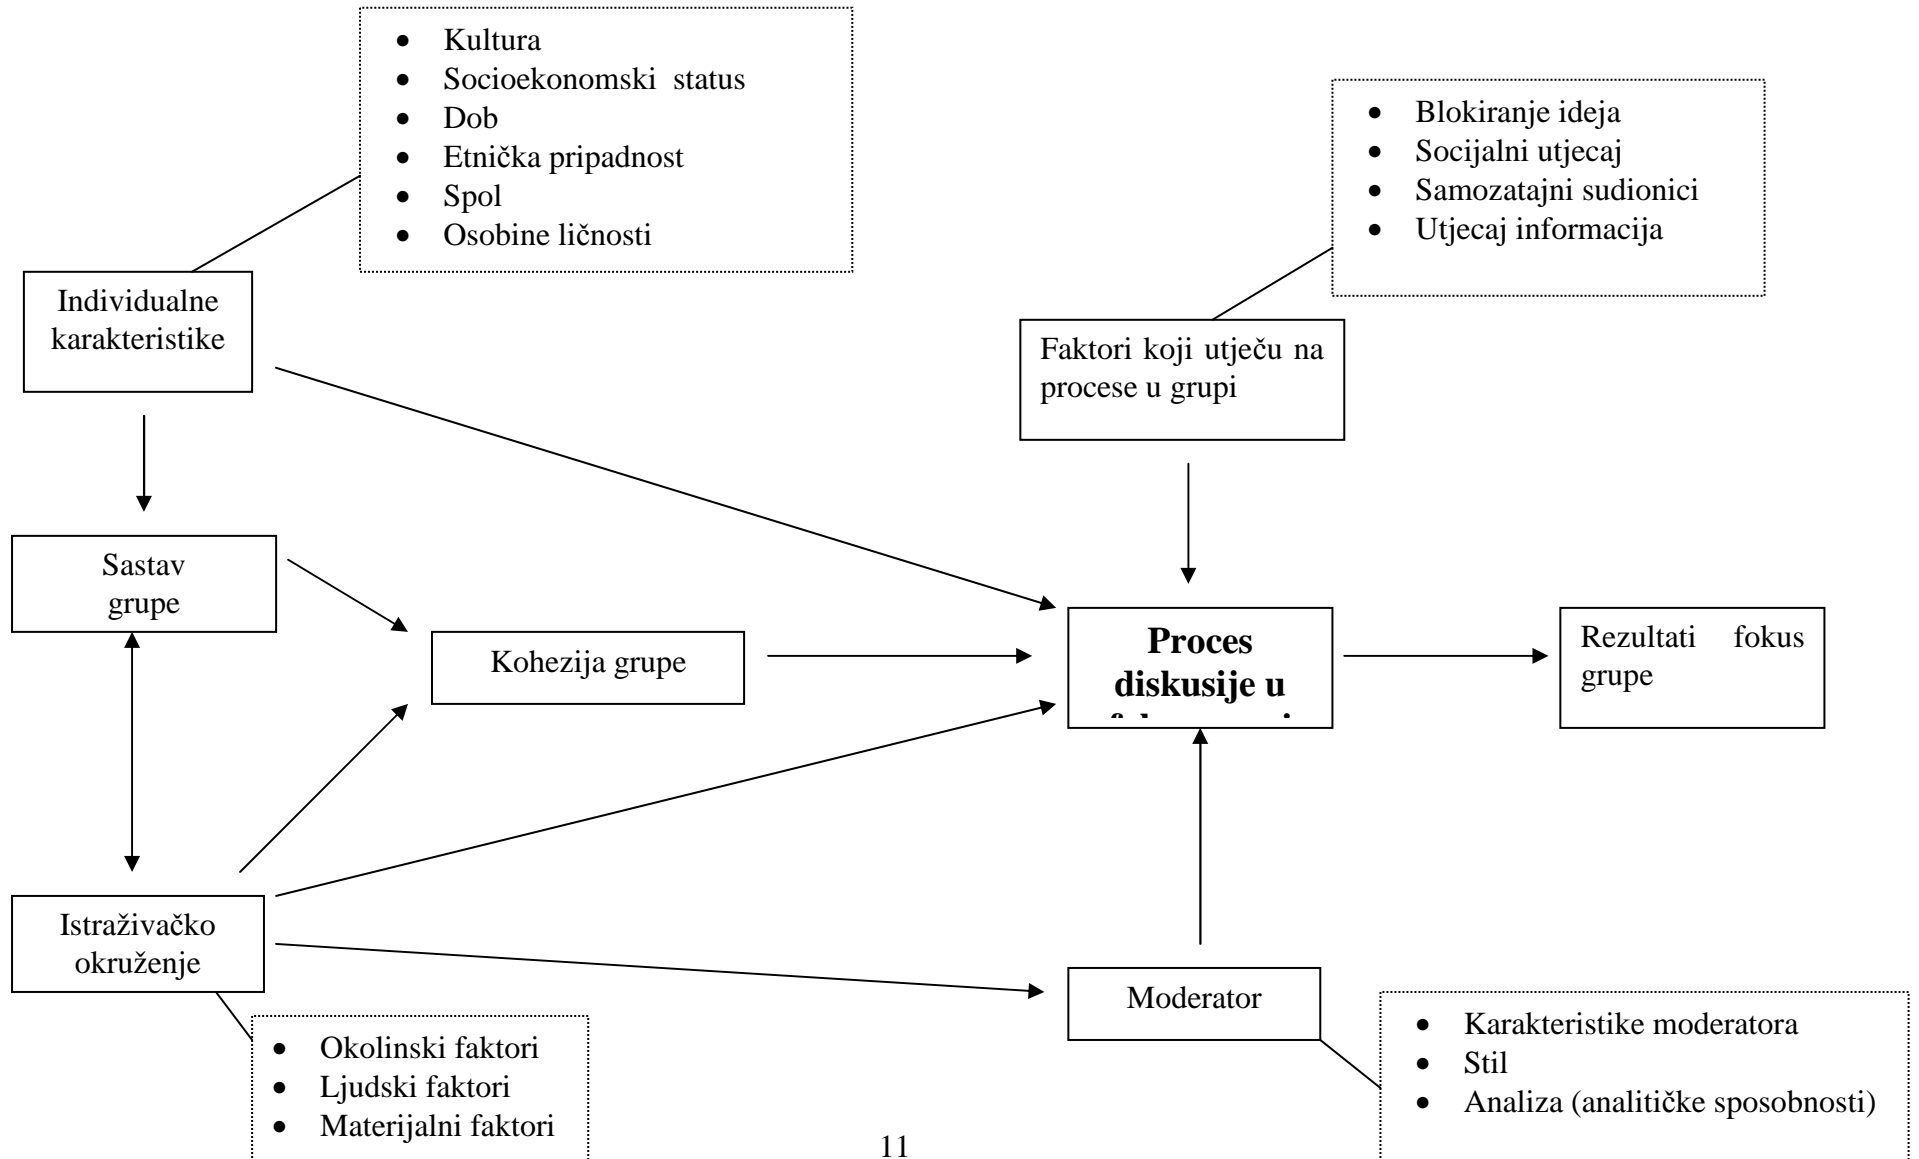 Kultura
Socioekonomski status
Dob
Etnička pripadnost
Spol
Osobine ličnosti
Blokiranje ideja
Socijalni utjecaj
Samozatajni sudionici
Utjecaj informacija
Individualne
karakteristike
Faktori koji utječu na
procese u grupi
Sastav
grupe
Kohezija grupe
Proces
diskusije u
Rezultati fokus
grupe
Istraživačko
okruženje
Moderator
Okolinski faktori
Ljudski faktori
Materijalni faktori
Karakteristike moderatora
Stil
Analiza (analitičke sposobnosti)
11